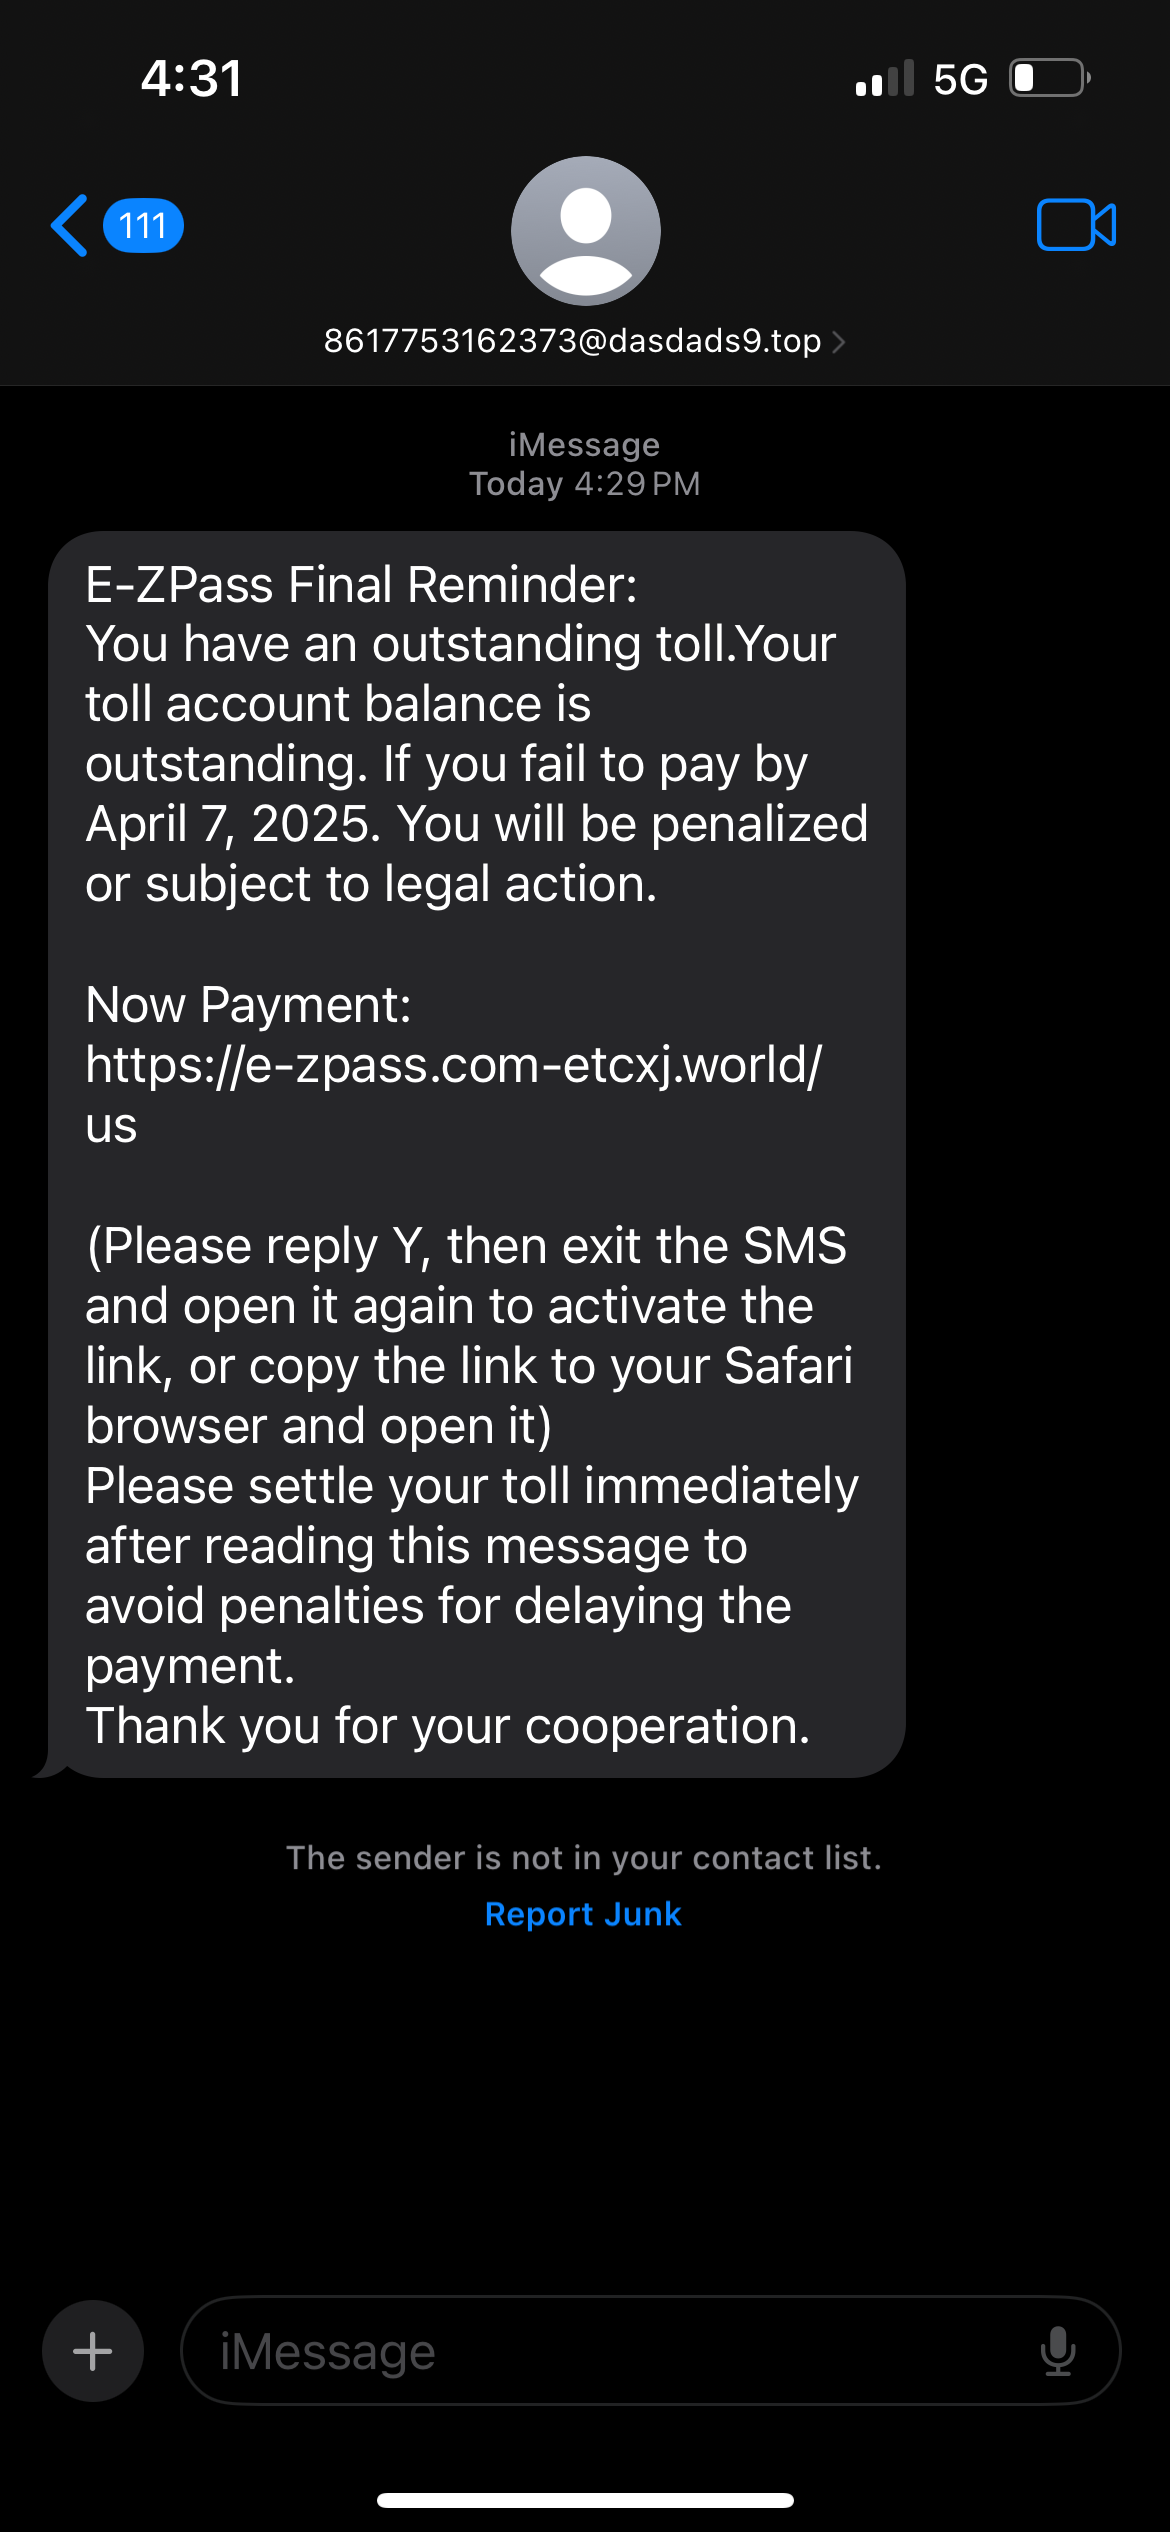 4:31
5G
111
8617753162373@dasdads9.top
iMessage
Today 4:29 PM
E-ZPass Final Reminder:
You have an outstanding toll.Your
toll account balance is
outstanding. If you fail to pay by
April 7, 2025. You will be penalized
or subject to legal action.
Now Payment:
https://e-zpass.com-etcxj.world/
us
(Please reply Y, then exit the SMS
and open it again to activate the
link, or copy the link to your Safari
browser and open it)
Please settle your toll immediately
after reading this message to
avoid penalties for delaying the
payment.
Thank you for your cooperation.
The sender is not in your contact list.
Report Junk
iMessage